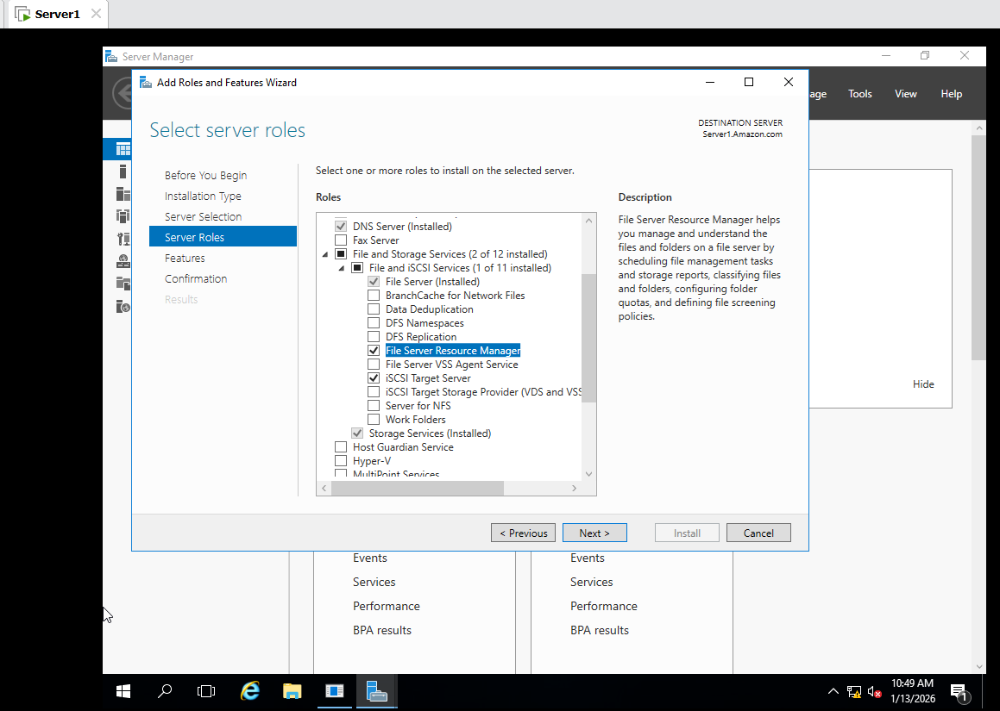 Server1
Server Manager
Add Roles and Features Wizard
age
Tools
View
Help
Select server roles
DESTINATION SERVER
Server1.Amazon.com
Before You Begin
Installation Type
Server Selection
Server Roles
Features
Confirmation
Results
Select one or more roles to install on the selected server.
Roles
DNS Server (Installed)
Fax Server
File and Storage Services (2 of 12 installed)
File and iSCSI Services (1 of 11 installed)
File Server (Installed)
BranchCache for Network Files
Data Deduplication
DFS Namespaces
DFS Replication
File Server Resource Manager
File Server VSS Agent Service
iSCSI Target Server
iSCSI Target Storage Provider (VDS and VSS
Server for NFS
Work Folders
Storage Services (Installed)
Host Guardian Service
Hyper-V
MultiPoint Services
Description
File Server Resource Manager helps
you manage and understand the
files and folders on a file server by
scheduling file management tasks
and storage reports, classifying files
and folders, configuring folder
quotas, and defining file screening
policies.
Hide
< Previous
Next >
Install
Cancel
Events
Services
Performance
BPA results
Events
Services
Performance
BPA results
10:49 AM
1/13/2026
1